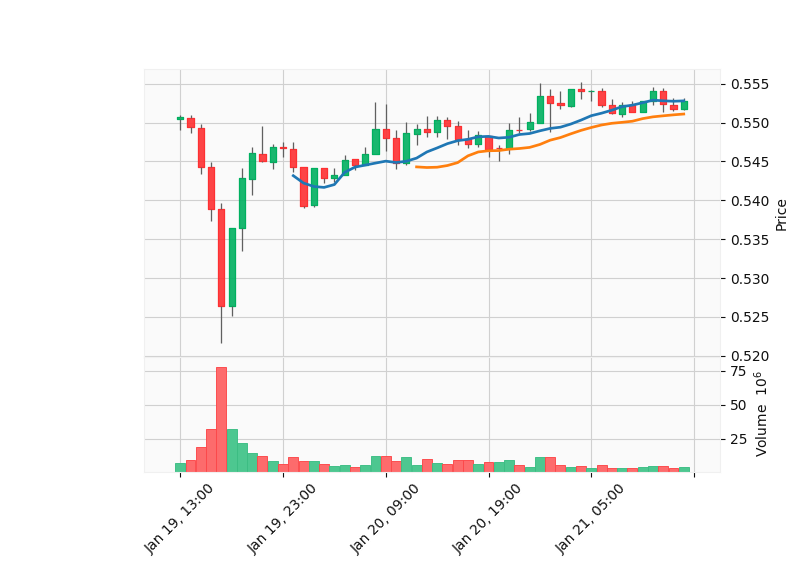 0.555
0.550
0.545
0.540
0.535
0.530
0.525
0.520
Price
75
50
25
Volume 10^6
Jan 19, 13:00
Jan 19, 23:00
Jan 20, 09:00
Jan 20, 19:00
Jan 21, 05:00